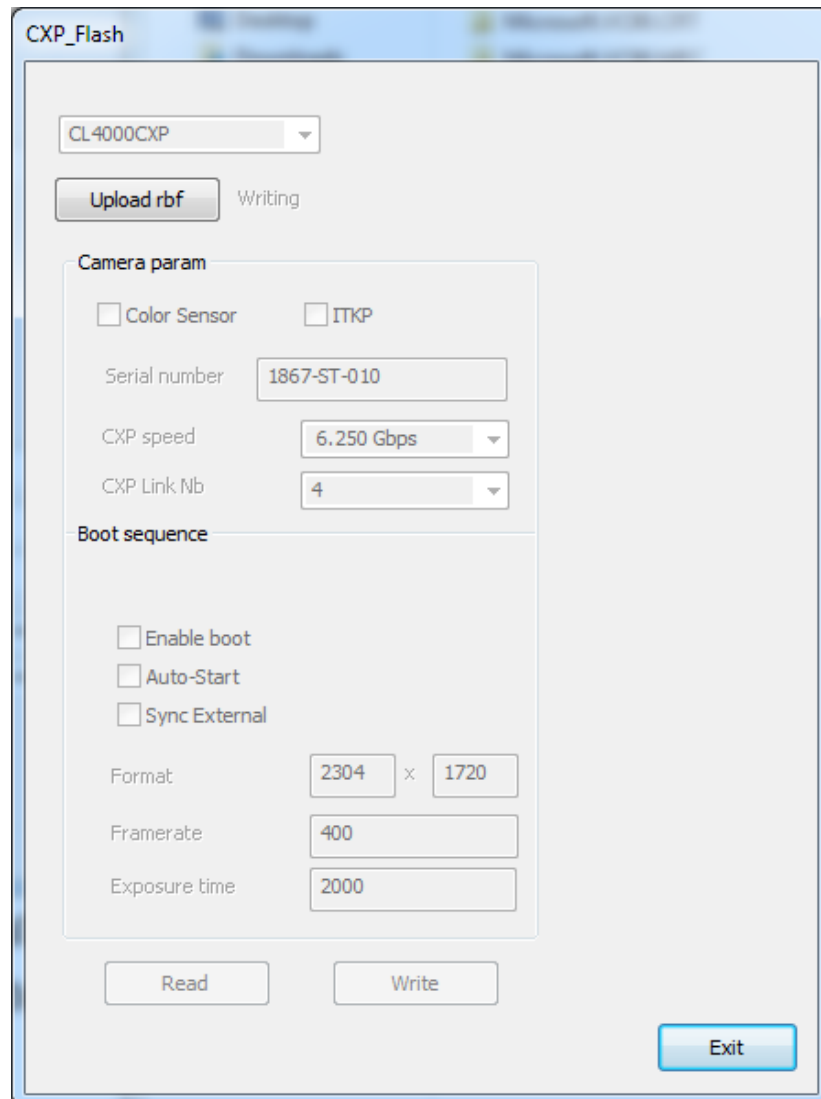 CXP_Flash
CL4000CXP
Upload rbf Writing
Camera param
Color Sensor ITKP
Serial number 1867-ST-010
CXP speed 6.250 Gbps
CXP Link Nb 4
Boot sequence
Enable boot
Auto-Start
Sync External
Format 2304 x 1720
Framerate 400
Exposure time 2000
Read Write
Exit